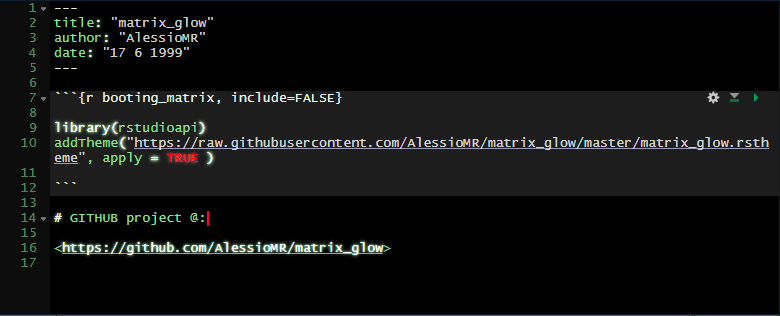 1 ---
2 title: "matrix_glow"
3 author: "AlessioMR"
4 date: "17 6 1999"
5 ---
6
7 ```{r booting_matrix, include=FALSE}
8
9 library(rstudioapi)
10 addTheme("https://raw.githubusercontent.com/AlessioMR/matrix_glow/master/matrix_glow.rsthe
me", apply = TRUE )
11
12 ```
13
14 # GITHUB project @:
15
16 <https://github.com/AlessioMR/matrix_glow>
17